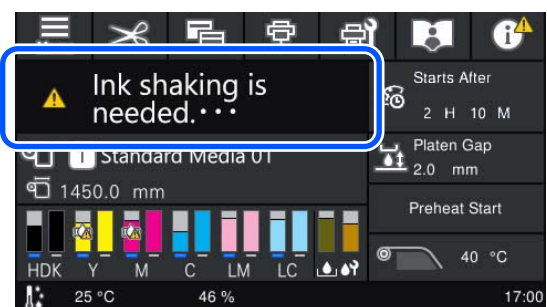 Ink shaking is
needed.･･･
Starts After
2 H 10 M
1 Standard Media 01
Platen Gap
2.0 mm
1450.0 mm
Preheat Start
HDK Y M C LM LC
40 °C
25 °C 46 % 17:00